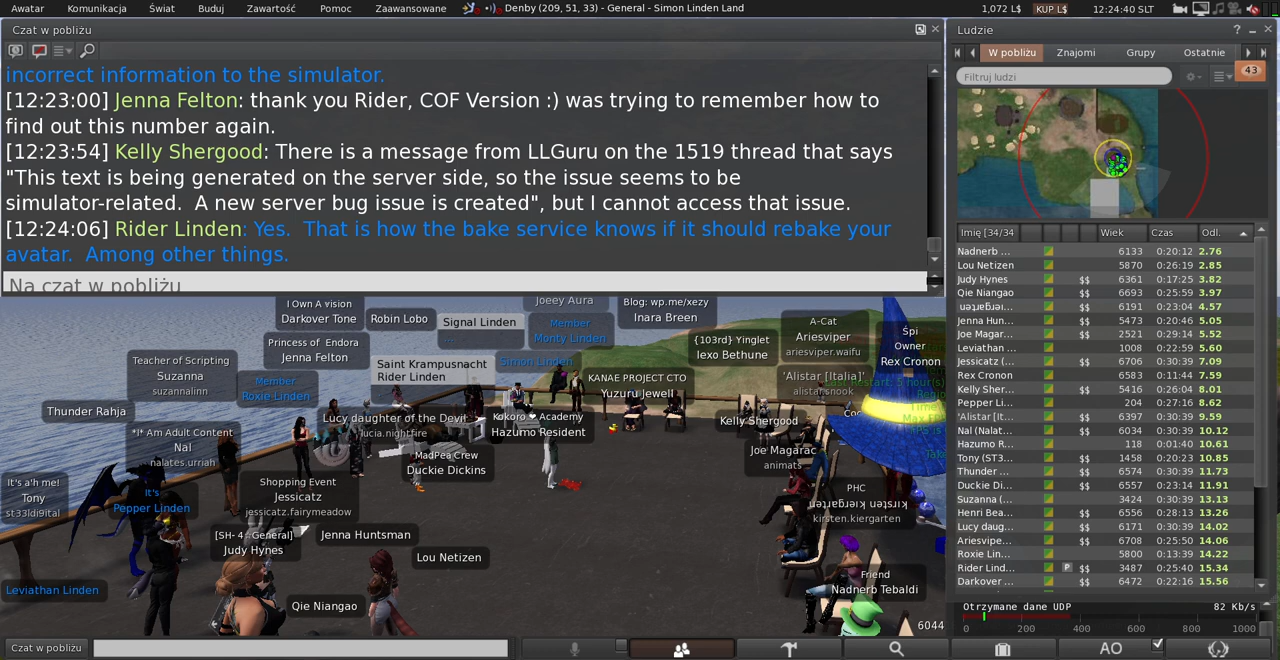 Awatar Komunikacja Świat Buduj Zawartość Pomoc Zaawansowane Denby (209, 51, 33) - General - Simon Linden Land 1,072 L$ KUP L$ 12:24:40 SLT
Czat w pobliżu
incorrect information to the simulator.
[12:23:00] Jenna Felton: thank you Rider, COF Version :) was trying to remember how to
find out this number again.
[12:23:54] Kelly Shergood: There is a message from LLGuru on the 1519 thread that says
"This text is being generated on the server side, so the issue seems to be
simulator-related.  A new server bug issue is created", but I cannot access that issue.
[12:24:06] Rider Linden: Yes.  That is how the bake service knows if it should rebake your
avatar.  Among other things.
Na czat w pobliżu
I Own A vision
Darkover Tone
Robin Lobo
Signal Linden
Joeey Aura
Member
Monty Linden
Blog: wp.me/xezy
Inara Breen
Princess of Endora
Jenna Felton
Simon Linden
{103rd} Yinglet
Iexo Bethune
A-Cat
Ariesviper
ariesviper.waifu
Śpi
Owner
Rex Cronon
Teacher of Scripting
Suzanna
suzannalinn
Member
Roxie Linden
Saint Krampusnacht
Rider Linden
KANAE PROJECT CTO
Yuzuru Jewell
'Alistar [Italia]'
alistar.snook
Last Restart: 5 hour(s)
Thunder Rahja
Lucy daughter of the Devil
lucia.nightfire
Kokoro ❤ Academy
Hazumo Resident
Kelly Shergood
*I* Am Adult Content
Nal
nalates.urriah
MadPea Crew
Duckie Dickins
Joe Magarac
animats
It's a'h me!
Tony
st33ldi9ital
It's
Pepper Linden
Shopping Event
Jessicatz
jessicatz.fairymeadow
PHC
kirsten.kiergarten
[SH- 4☆General]
Judy Hynes
Jenna Huntsman
Lou Netizen
Leviathan Linden
Qie Niangao
Friend
Nadnerb Tebaldi
6044
Czat w pobliżu
AO
Ludzie
W pobliżu Znajomi Grupy Ostatnie
Filtruj ludzi
43
Imię [34/34 Wiek Czas Odl.
Nadnerb ... 6133 0:20:12 2.76
Lou Netizen 5870 0:26:19 2.85
Judy Hynes $$ 6361 0:17:25 3.82
Qie Niangao $$ 6693 0:25:59 3.97
$$ 6191 0:23:04 4.57
Jenna Hun... $$ 5473 0:20:46 5.05
Joe Magar... $$ 2521 0:29:14 5.52
Leviathan ... 1008 0:22:59 5.60
Jessicatz (... $$ 6706 0:30:39 7.09
Rex Cronon 6583 0:11:44 7.59
Kelly Sher... $$ 5416 0:26:04 8.01
Pepper Li... 204 0:27:16 8.62
'Alistar [It... $$ 6397 0:30:39 9.59
Nal (Nalat... $$ 6034 0:30:39 10.12
Hazumo R... 118 0:01:40 10.61
Tony (ST3... $$ 1458 0:20:23 10.85
Thunder ... $$ 6574 0:30:39 11.73
Duckie Di... $$ 6557 0:23:14 11.91
Suzanna (... 3424 0:30:39 13.13
Henri Bea... $$ 6556 0:28:13 13.26
Lucy daug... $$ 6171 0:30:39 14.02
Ariesvipe... $$ 6708 0:25:50 14.06
Roxie Lin... 5800 0:13:39 14.22
Rider Lind... P $$ 3487 0:25:40 15.34
Darkover ... $$ 6472 0:22:16 15.56
Otrzymane dane UDP 82 Kb/s
0 200 400 600 800 1000